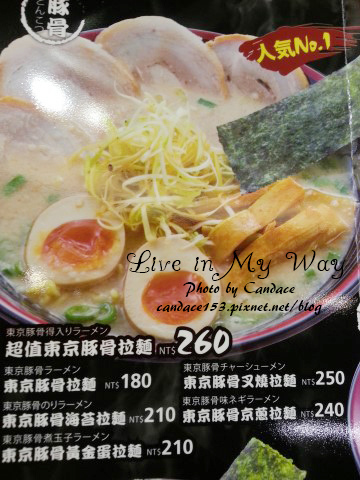 豚骨
とんこつ
人気No.1
Live in My Way
Photo by Candace
candace153.pixnet.net/blog
東京豚骨得入りラーメン
超值東京豚骨拉麵 NT$260
東京豚骨ラーメン
東京豚骨拉麵 NT$180
東京豚骨チャーシューメン
東京豚骨叉燒拉麵 NT$250
東京豚骨のりラーメン
東京豚骨海苔拉麵 NT$210
東京豚骨味ネギラーメン
東京豚骨京蔥拉麵 NT$240
東京豚骨煮玉子ラーメン
東京豚骨黃金蛋拉麵 NT$210